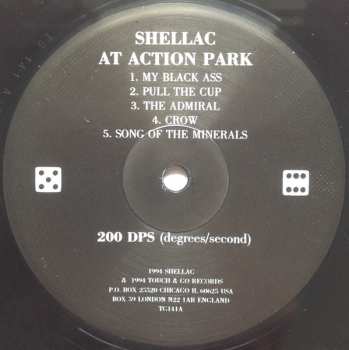 SHELLAC
AT ACTION PARK
1. MY BLACK ASS
2. PULL THE CUP
3. THE ADMIRAL
4. CROW
5. SONG OF THE MINERALS
200 DPS (degrees/second)
1994 SHELLAC
& 1994 TOUCH & GO RECORDS
P.O. BOX 25520 CHICAGO IL 60625 USA
BOX 39 LONDON N22 1AR ENGLAND
TG141A